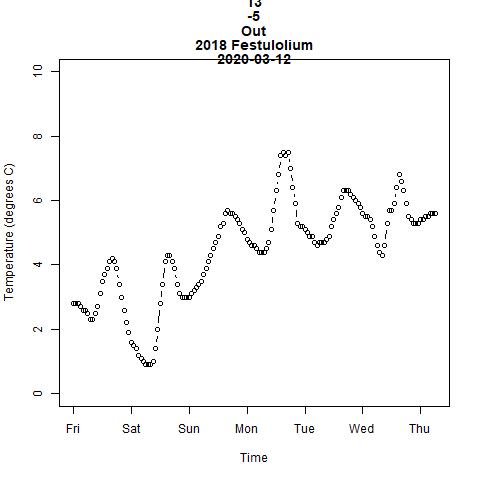 13
-5
Out
2018 Festulolium
2020-03-12
10
8
6
4
2
0
Temperature (degrees C)
Fri Sat Sun Mon Tue Wed Thu
Time